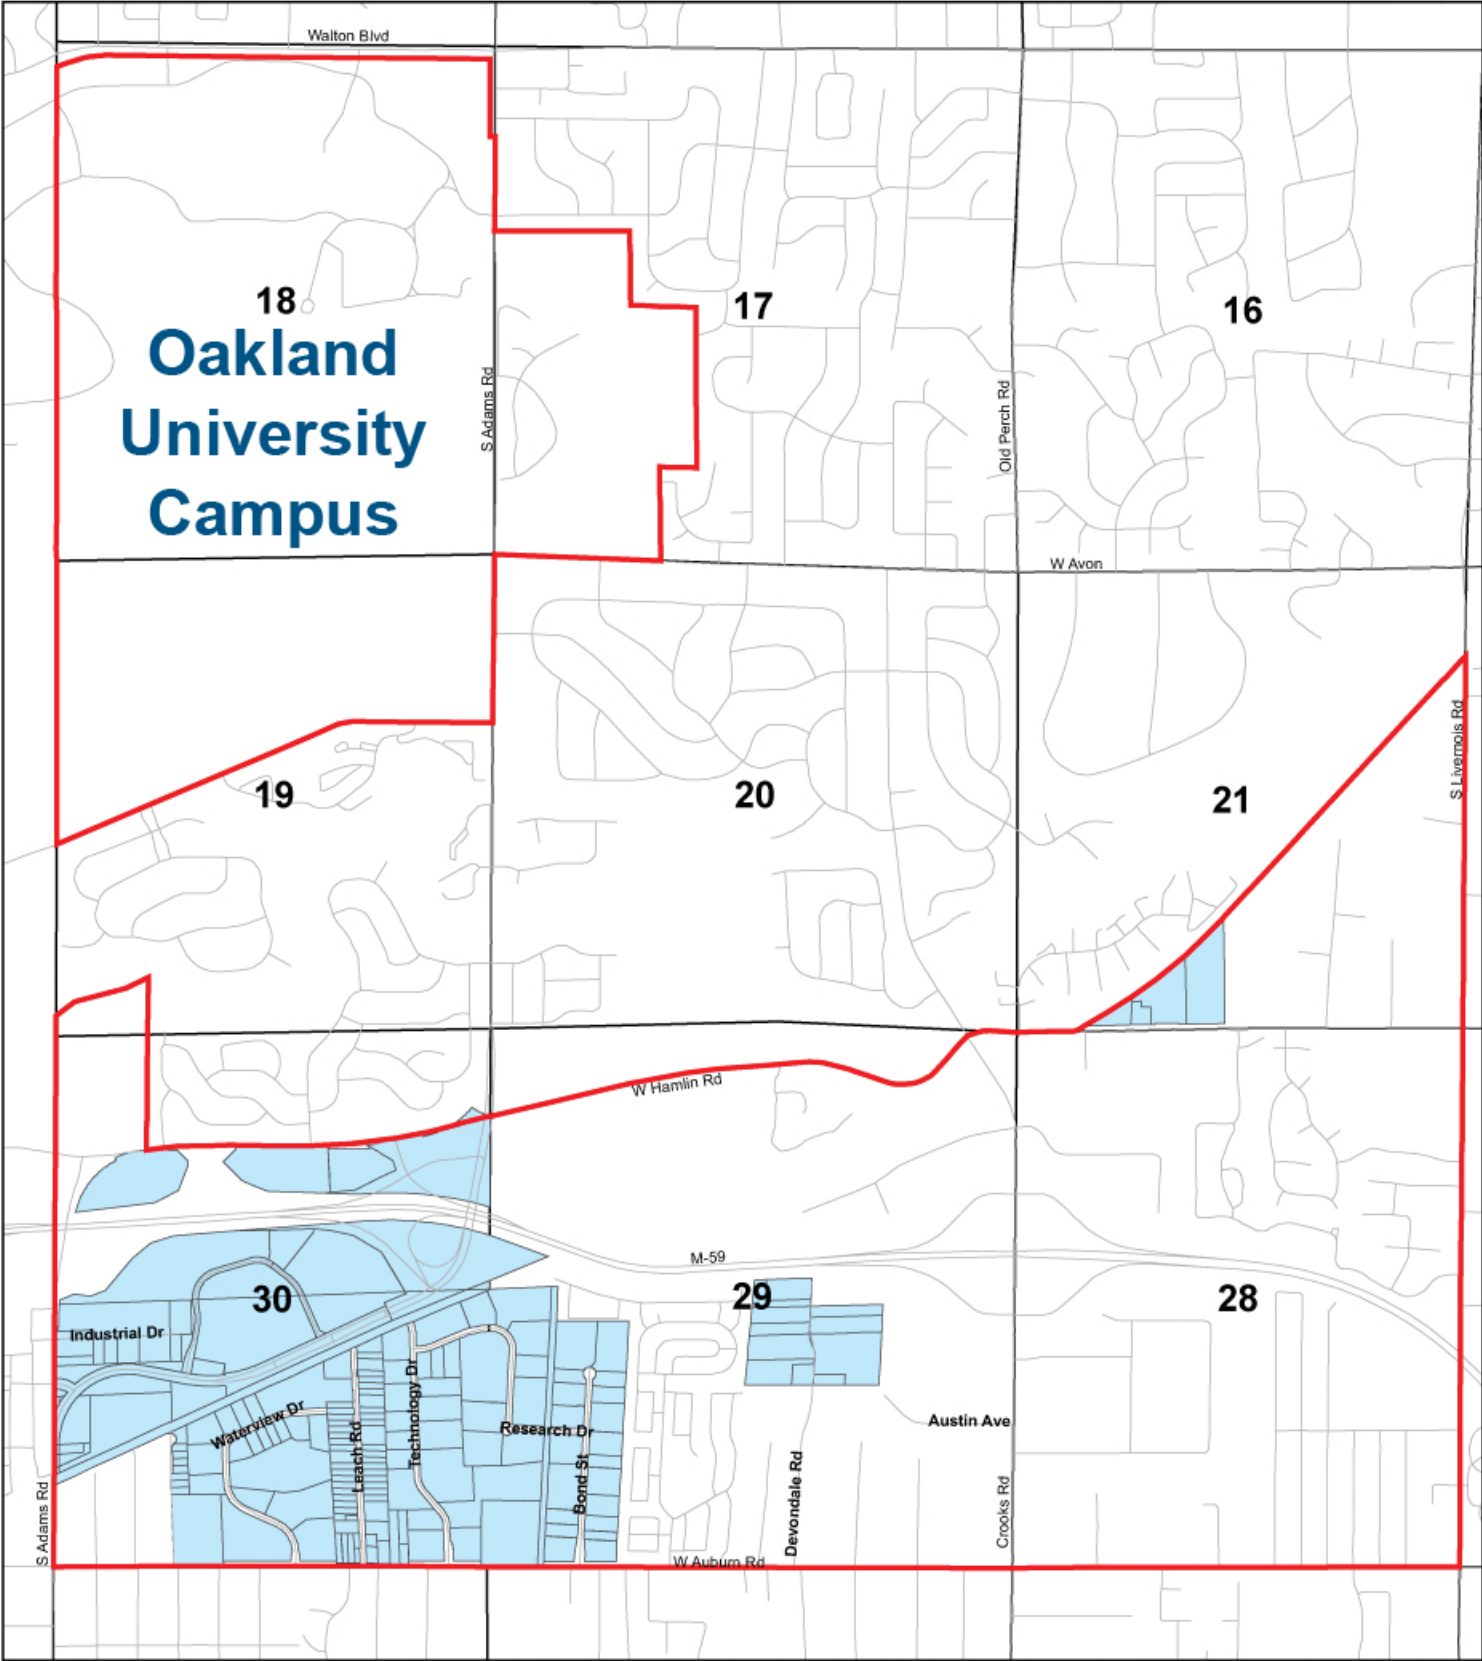 Walton Blvd
18
17
16
Oakland
University
Campus
S Adams Rd
Old Perch Rd
W Avon
S Livernois Rd
19
20
21
W Hamlin Rd
M-59
30
29
28
Industrial Dr
Waterview Dr
Leach Rd
Technology Dr
Research Dr
Bond St
Austin Ave
Devondale Rd
Crooks Rd
S Adams Rd
W Auburn Rd